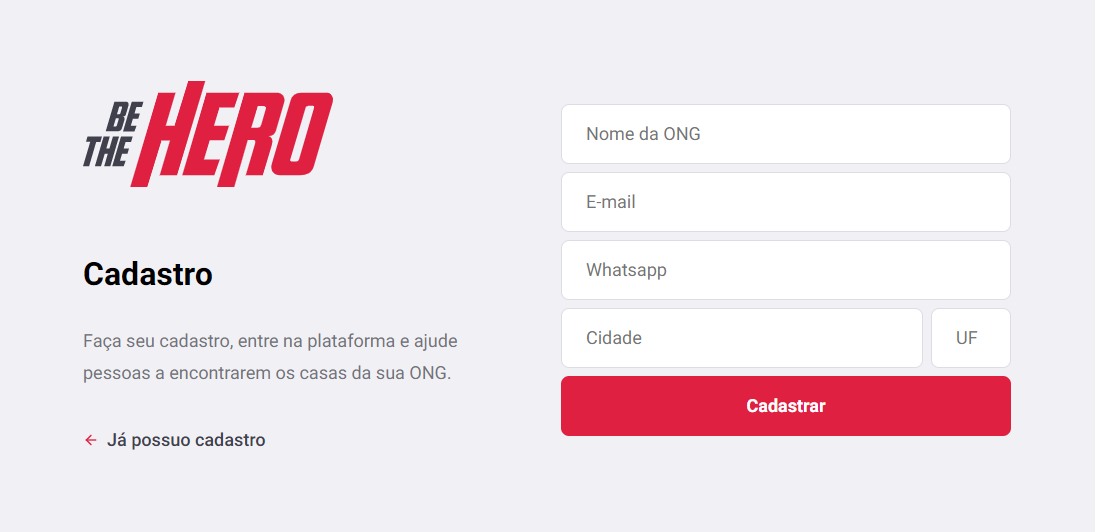 BE
THE HERO
Cadastro
Faça seu cadastro, entre na plataforma e ajude
pessoas a encontrarem os casas da sua ONG.
Já possuo cadastro
Nome da ONG
E-mail
Whatsapp
Cidade UF
Cadastrar